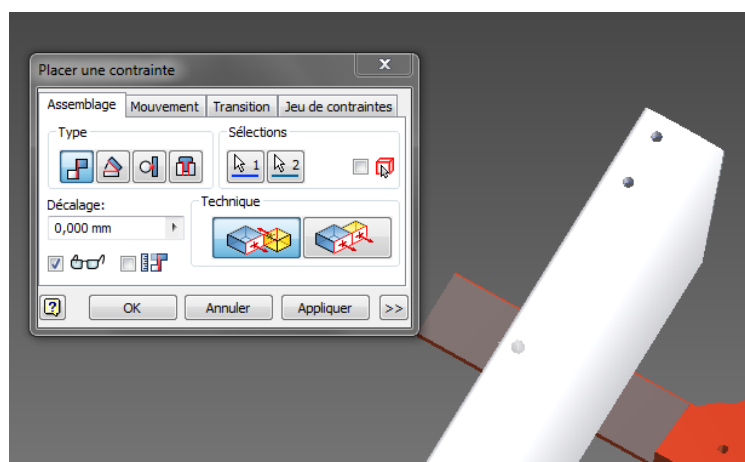 Placer une contrainte
Assemblage Mouvement Transition Jeu de contraintes
Type Sélections
1 2
Décalage: Technique
0,000 mm
OK Annuler Appliquer >>